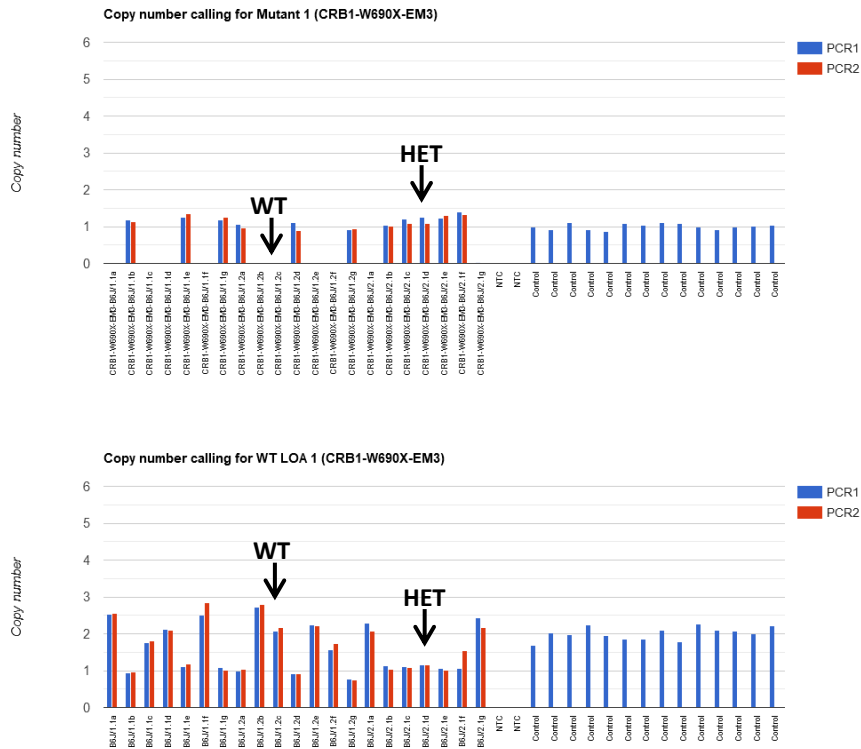 Copy number calling for Mutant 1 (CRB1-W690X-EM3)
Copy number
6
5
4
3
2
1
0
PCR1
PCR2
WT
HET
CRB1-W690X-EM3-B6J/1.1a
CRB1-W690X-EM3-B6J/1.1b
CRB1-W690X-EM3-B6J/1.1c
CRB1-W690X-EM3-B6J/1.1d
CRB1-W690X-EM3-B6J/1.1e
CRB1-W690X-EM3-B6J/1.1f
CRB1-W690X-EM3-B6J/1.1g
CRB1-W690X-EM3-B6J/1.2a
CRB1-W690X-EM3-B6J/1.2b
CRB1-W690X-EM3-B6J/1.2c
CRB1-W690X-EM3-B6J/1.2d
CRB1-W690X-EM3-B6J/1.2e
CRB1-W690X-EM3-B6J/1.2f
CRB1-W690X-EM3-B6J/1.2g
CRB1-W690X-EM3-B6J/2.1a
CRB1-W690X-EM3-B6J/2.1b
CRB1-W690X-EM3-B6J/2.1c
CRB1-W690X-EM3-B6J/2.1d
CRB1-W690X-EM3-B6J/2.1e
CRB1-W690X-EM3-B6J/2.1f
CRB1-W690X-EM3-B6J/2.1g
NTC
NTC
Control
Control
Control
Control
Control
Control
Control
Control
Control
Control
Control
Control
Control
Control
Copy number calling for WT LOA 1 (CRB1-W690X-EM3)
Copy number
6
5
4
3
2
1
0
PCR1
PCR2
WT
HET
B6J/1.1a
B6J/1.1b
B6J/1.1c
B6J/1.1d
B6J/1.1e
B6J/1.1f
B6J/1.1g
B6J/1.2a
B6J/1.2b
B6J/1.2c
B6J/1.2d
B6J/1.2e
B6J/1.2f
B6J/1.2g
B6J/2.1a
B6J/2.1b
B6J/2.1c
B6J/2.1d
B6J/2.1e
B6J/2.1f
B6J/2.1g
NTC
NTC
Control
Control
Control
Control
Control
Control
Control
Control
Control
Control
Control
Control
Control
Control